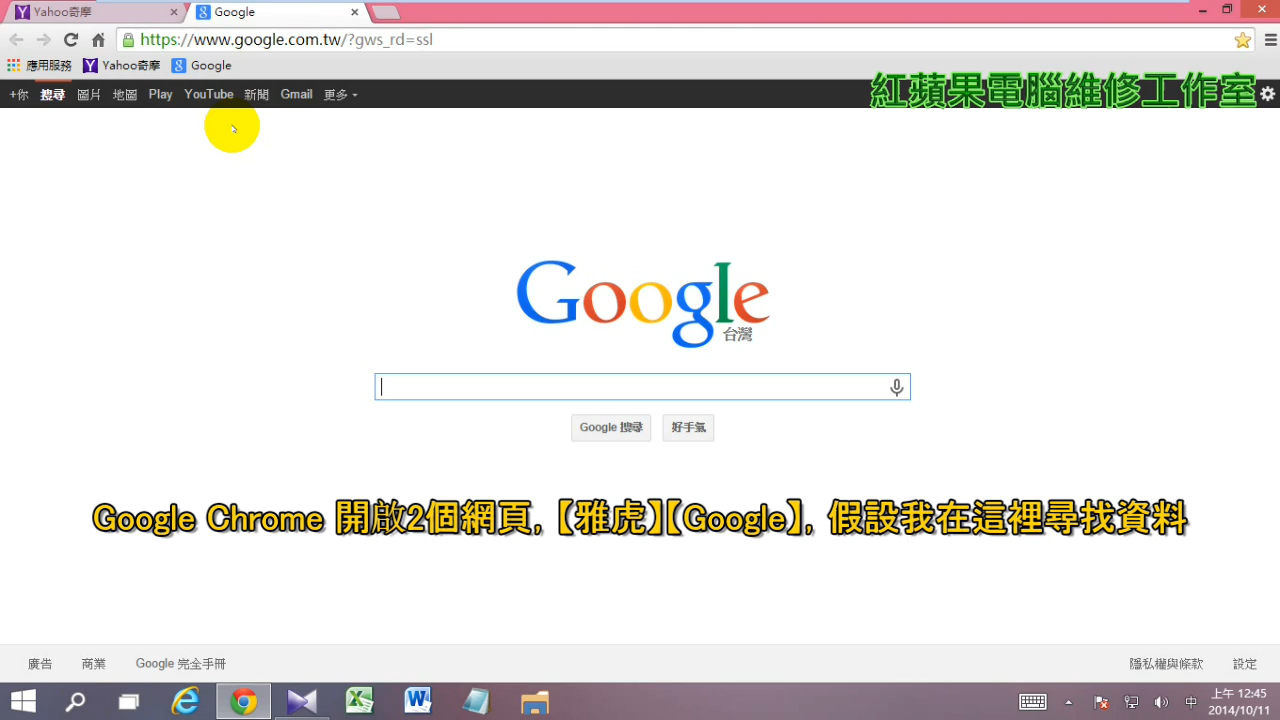 Yahoo奇摩
Google
https://www.google.com.tw/?gws_rd=ssl
應用服務 Yahoo奇摩 Google
+你 搜尋 圖片 地圖 Play YouTube 新聞 Gmail 更多
紅蘋果電腦維修工作室
Google
台灣
Google 搜尋 好手氣
Google Chrome 開啟2個網頁,【雅虎】【Google】, 假設我在這裡尋找資料
廣告 商業 Google 完全手冊 隱私權與條款 設定
中
上午 12:45
2014/10/11